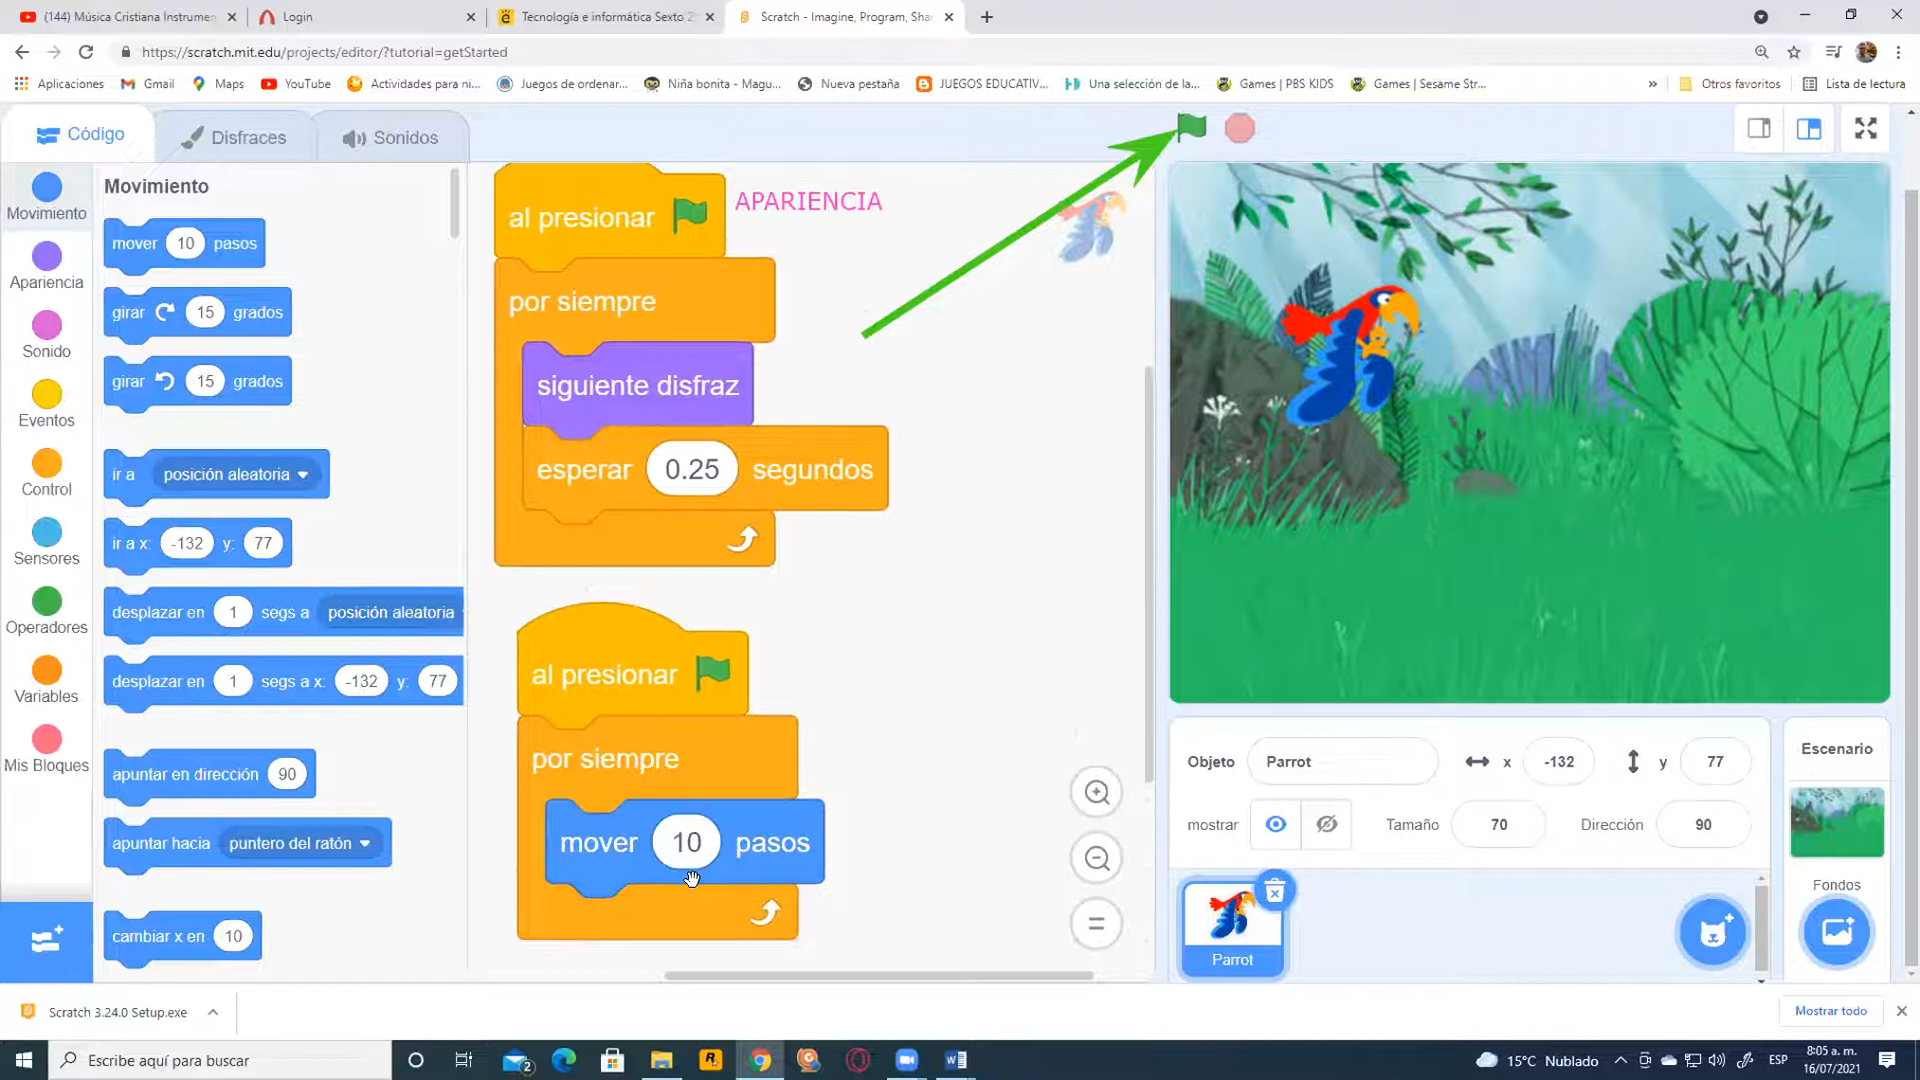 (144) Música Cristiana Instrumen
Login
Tecnología e informática Sexto 2
Scratch - Imagine, Program, Sha
https://scratch.mit.edu/projects/editor/?tutorial=getStarted
Aplicaciones
Gmail
Maps
YouTube
Actividades para ni...
Juegos de ordenar...
Niña bonita - Magu...
Nueva pestaña
JUEGOS EDUCATIV...
Una selección de la...
Games | PBS KIDS
Games | Sesame Str...
»
Otros favoritos
Lista de lectura
Código
Disfraces
Sonidos
Movimiento
Apariencia
Sonido
Eventos
Control
Sensores
Operadores
Variables
Mis Bloques
Movimiento
mover 10 pasos
girar 15 grados
girar 15 grados
ir a posición aleatoria
ir a x: -132 y: 77
desplazar en 1 segs a posición aleatoria
desplazar en 1 segs a x: -132 y: 77
apuntar en dirección 90
apuntar hacia puntero del ratón
cambiar x en 10
al presionar
APARIENCIA
por siempre
siguiente disfraz
esperar 0.25 segundos
al presionar
por siempre
mover 10 pasos
Objeto Parrot x -132 y 77
mostrar Tamaño 70 Dirección 90
Parrot
Escenario
Fondos
Scratch 3.24.0 Setup.exe
Mostrar todo
Escribe aquí para buscar
2
15°C Nublado
ESP
8:05 a. m.
16/07/2021